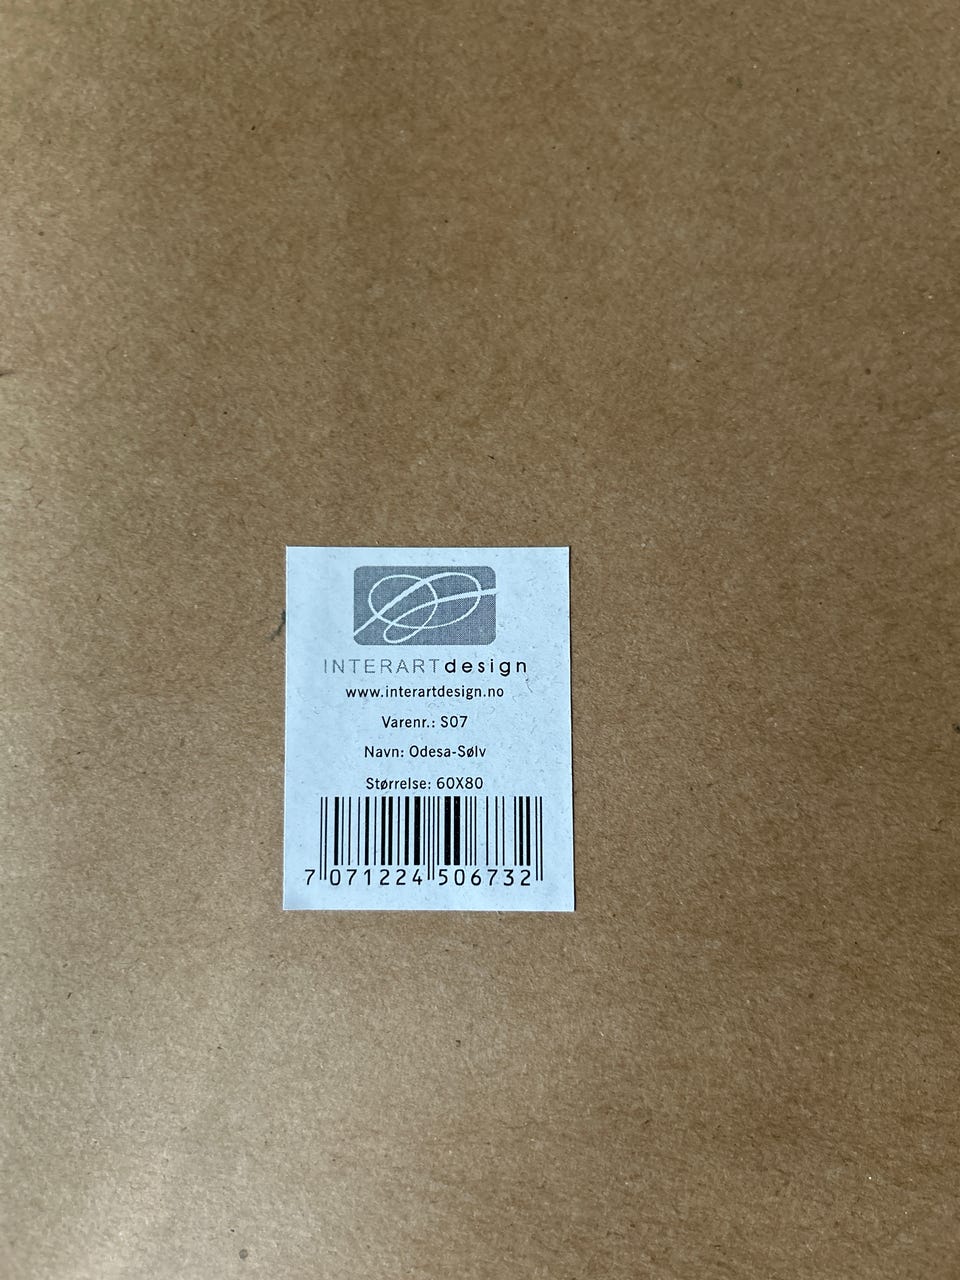 INTERARTdesign
www.interartdesign.no
Varenr.: S07
Navn: Odesa-Sølv
Størrelse: 60X80
7 071224 506732